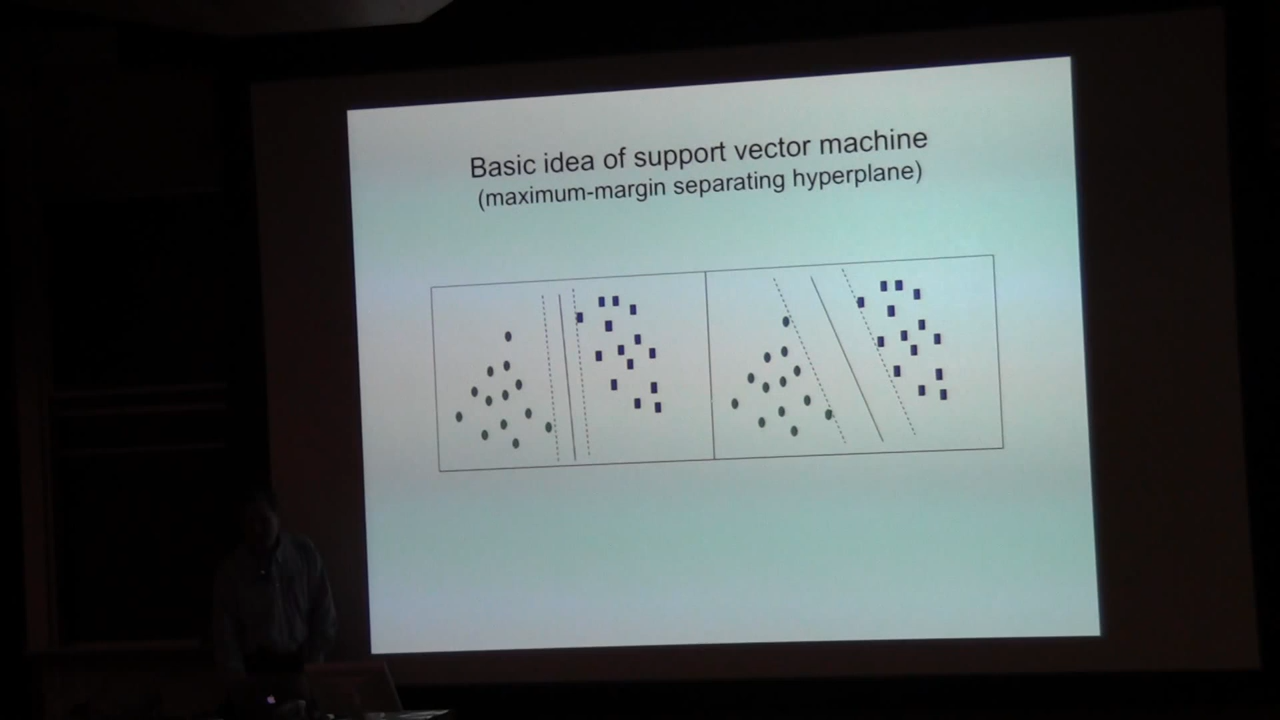 Basic idea of support vector machine
(maximum-margin separating hyperplane)